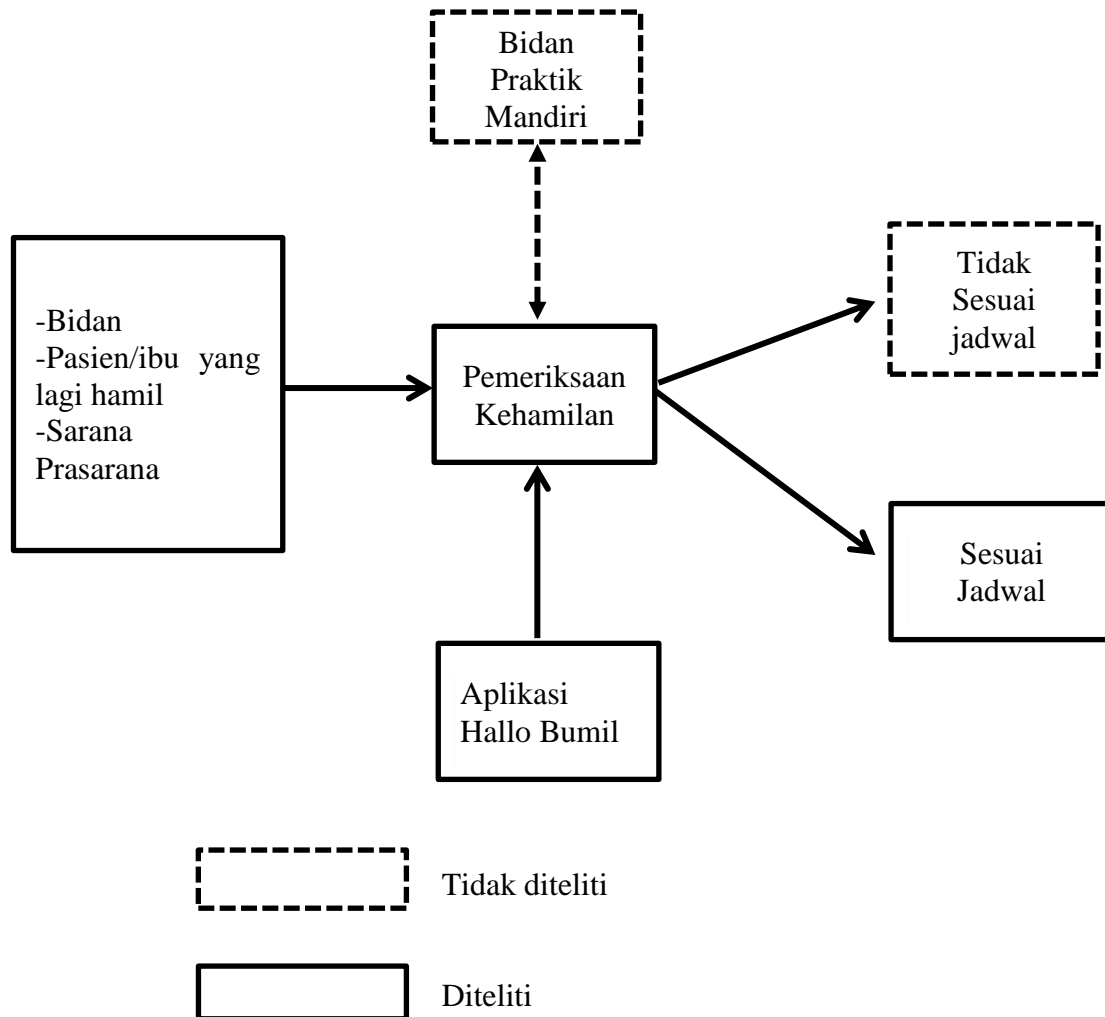 Bidan
Praktik
Mandiri
Tidak
Sesuai
jadwal
-Bidan
-Pasien/ibu yang
lagi hamil
-Sarana
Prasarana
Pemeriksaan
Kehamilan
Sesuai
Jadwal
Aplikasi
Hallo Bumil
Tidak diteliti
Diteliti